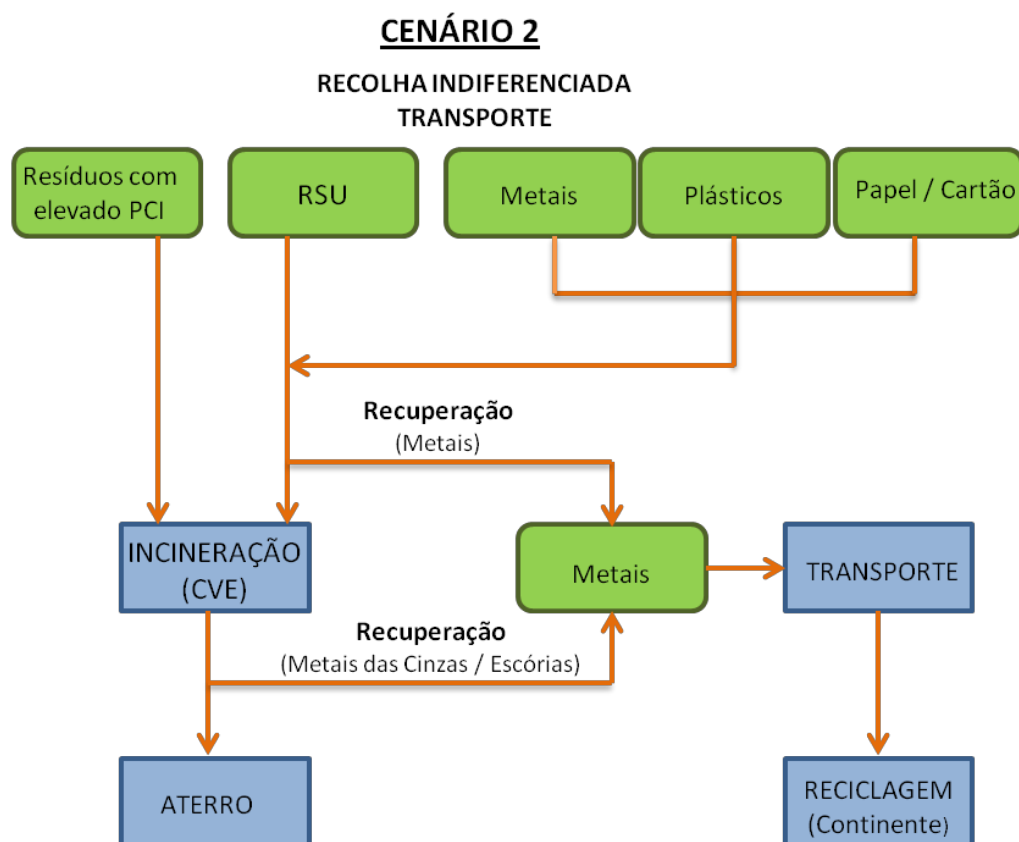 CENÁRIO 2
RECOLHA INDIFERENCIADA
TRANSPORTE
Resíduos com
elevado PCI
RSU
Metais
Plásticos
Papel / Cartão
Recuperação
(Metais)
INCINERAÇÃO
(CVE)
Metais
TRANSPORTE
Recuperação
(Metais das Cinzas / Escórias)
ATERRO
RECICLAGEM
(Continente)